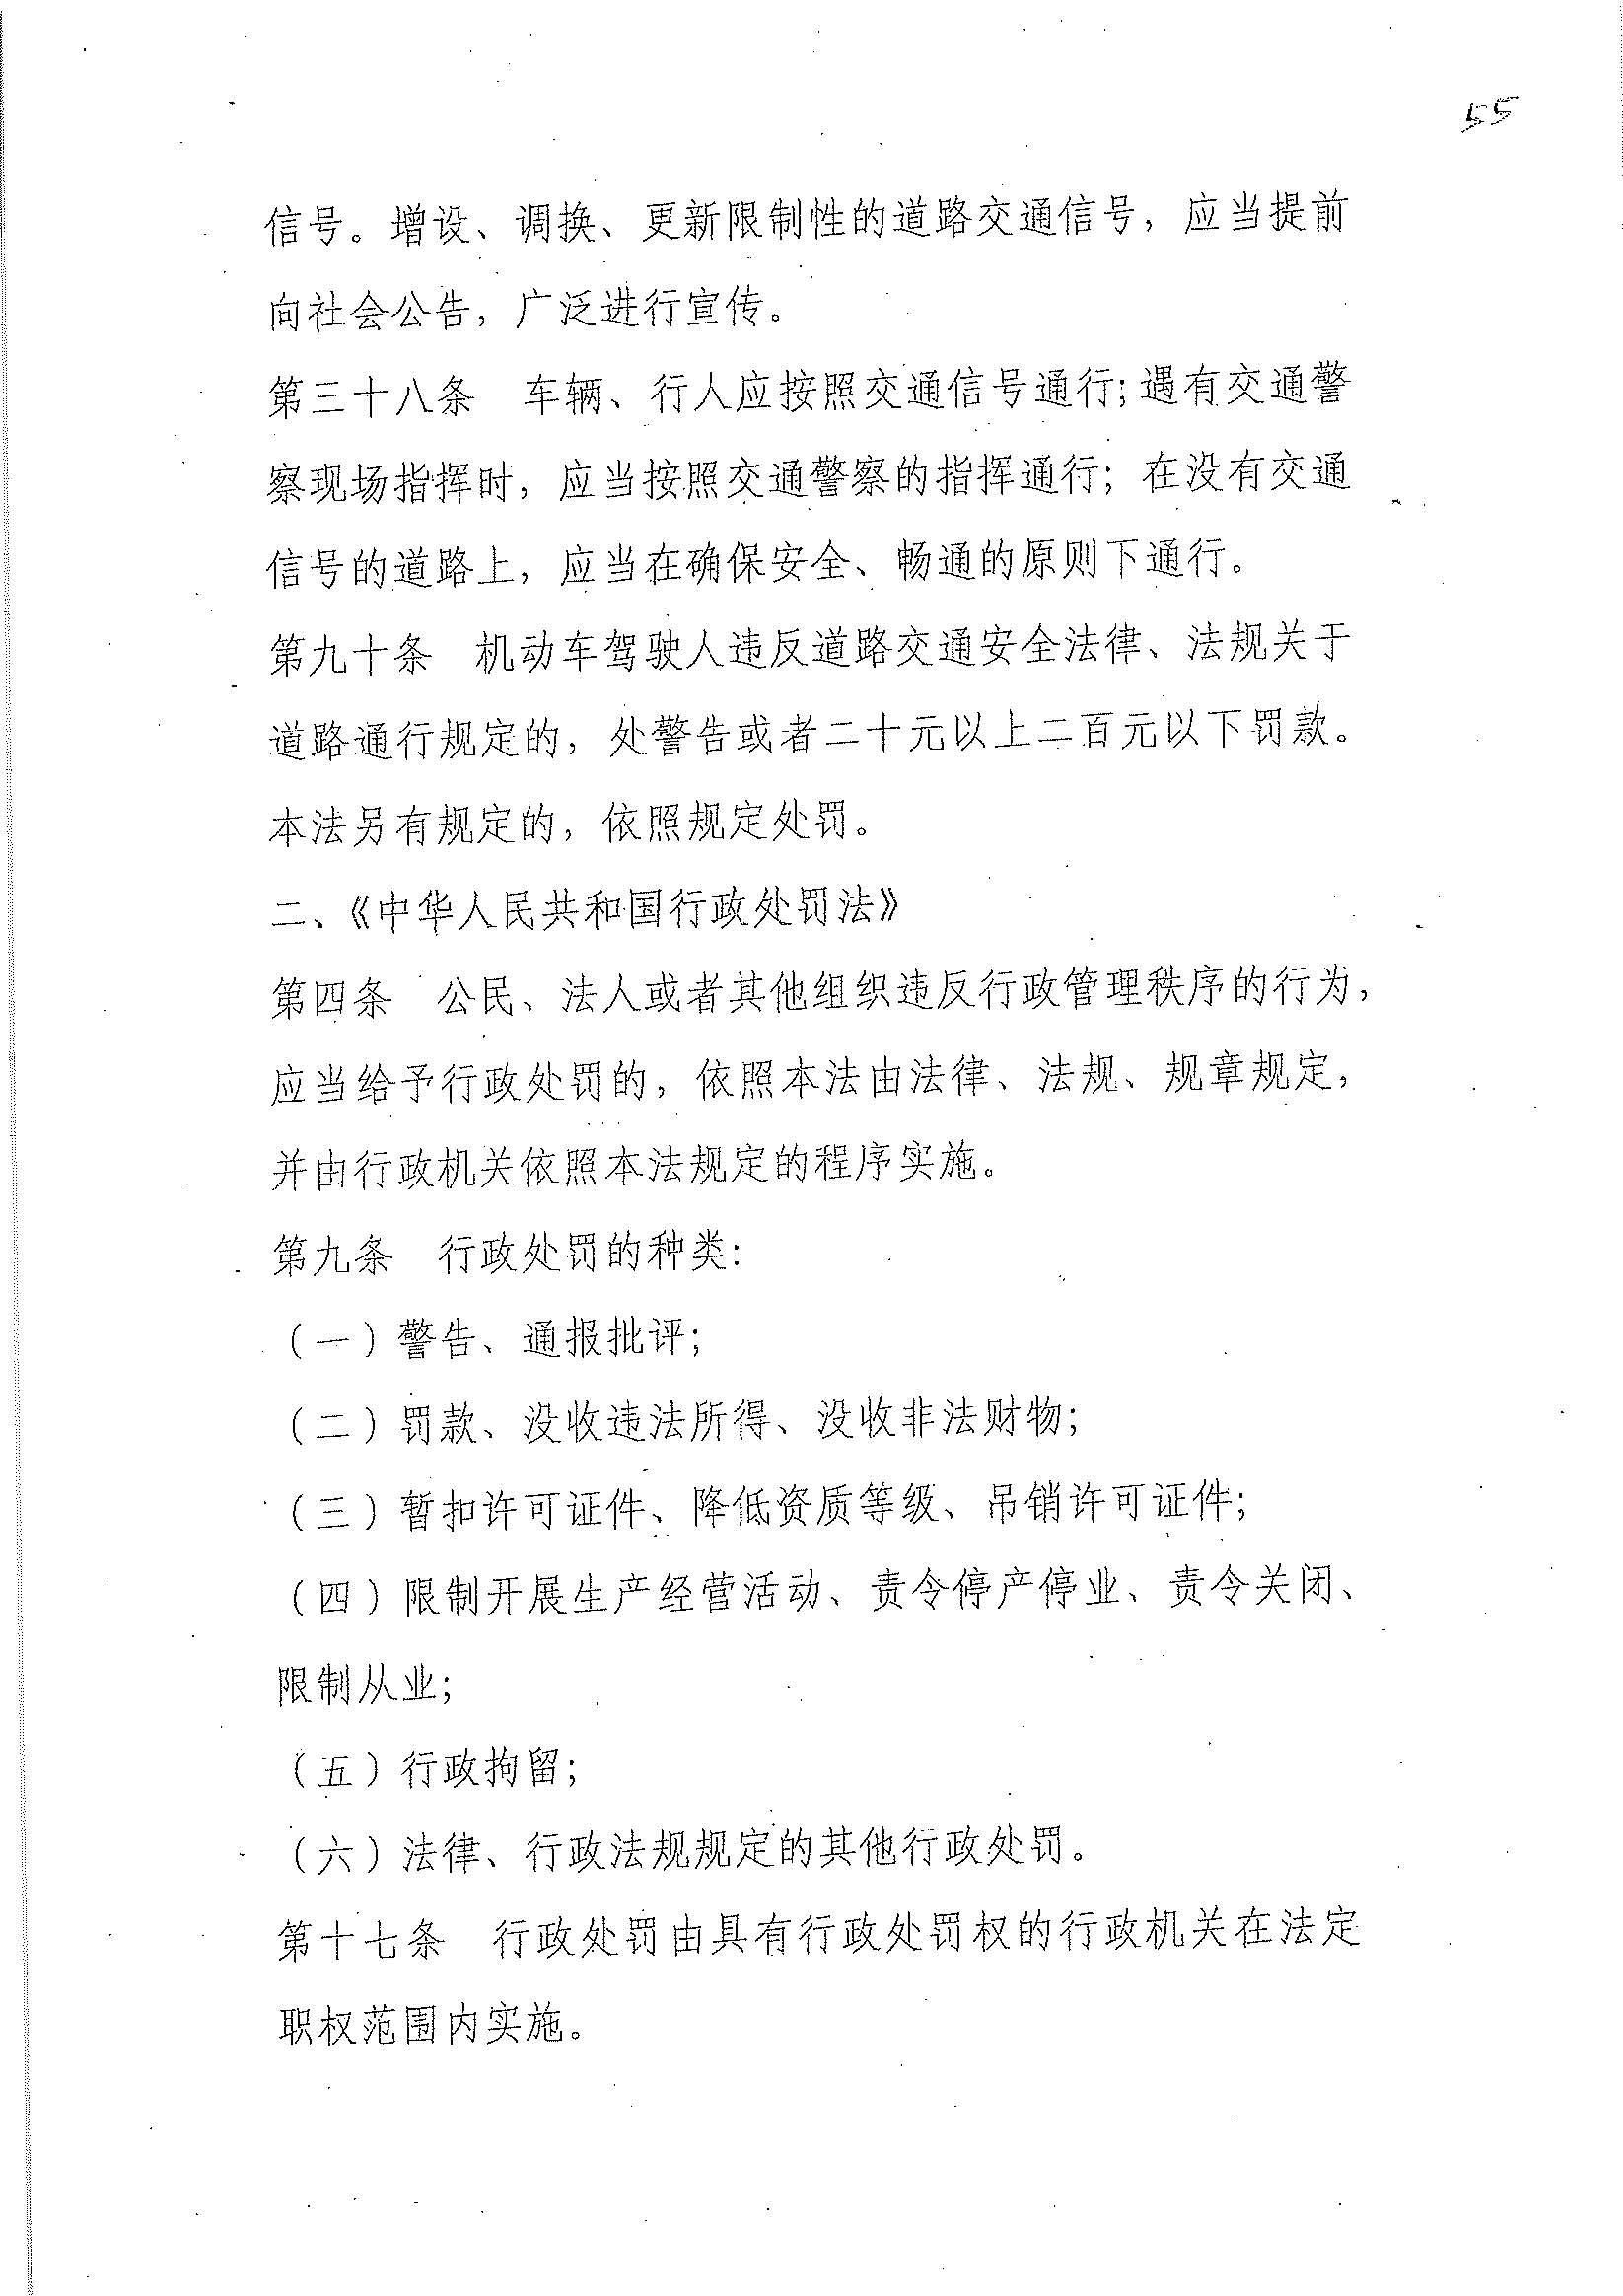 55
信号。增设、调换、更新限制性的道路交通信号，应当提前
向社会公告，广泛进行宣传。
第三十八条　车辆、行人应按照交通信号通行；遇有交通警
察现场指挥时，应当按照交通警察的指挥通行；在没有交通
信号的道路上，应当在确保安全、畅通的原则下通行。
第九十条　机动车驾驶人违反道路交通安全法律、法规关于
道路通行规定的，处警告或者二十元以上二百元以下罚款。
本法另有规定的，依照规定处罚。
二、《中华人民共和国行政处罚法》
第四条　公民、法人或者其他组织违反行政管理秩序的行为，
应当给予行政处罚的，依照本法由法律、法规、规章规定，
并由行政机关依照本法规定的程序实施。
第九条　行政处罚的种类：
（一）警告、通报批评；
（二）罚款、没收违法所得、没收非法财物；
（三）暂扣许可证件、降低资质等级、吊销许可证件；
（四）限制开展生产经营活动、责令停产停业、责令关闭、
限制从业；
（五）行政拘留；
（六）法律、行政法规规定的其他行政处罚。
第十七条　行政处罚由具有行政处罚权的行政机关在法定
职权范围内实施。